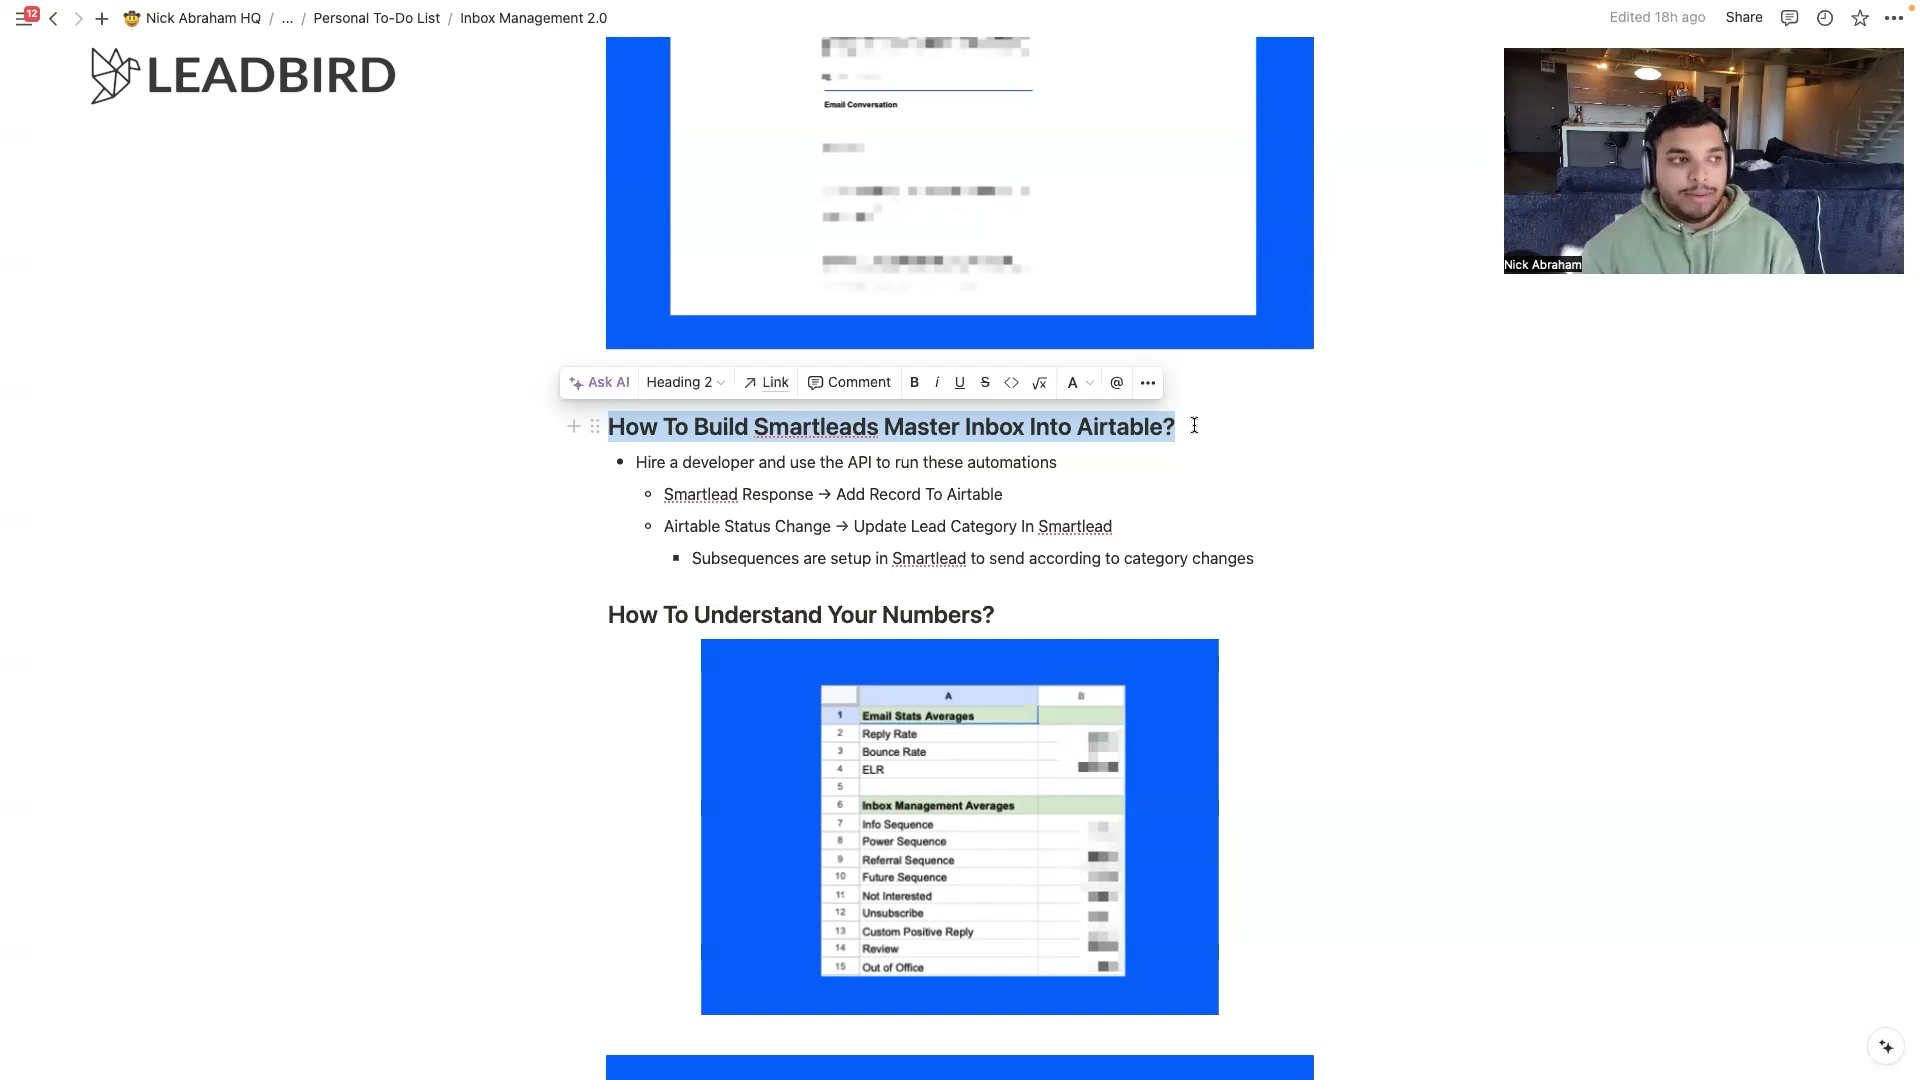 12
Nick Abraham HQ / ... / Personal To-Do List / Inbox Management 2.0
Edited 18h ago
Share
LEADBIRD
Email Conversation
Nick Abraham
Ask AI
Heading 2
Link
Comment
B
i
U
S
A
@
How To Build Smartleads Master Inbox Into Airtable?
Hire a developer and use the API to run these automations
Smartlead Response → Add Record To Airtable
Airtable Status Change → Update Lead Category In Smartlead
Subsequences are setup in Smartlead to send according to category changes
How To Understand Your Numbers?
A B
1 Email Stats Averages
2 Reply Rate
3 Bounce Rate
4 ELR
5
6 Inbox Management Averages
7 Info Sequence
8 Power Sequence
9 Referral Sequence
10 Future Sequence
11 Not Interested
12 Unsubscribe
13 Custom Positive Reply
14 Review
15 Out of Office